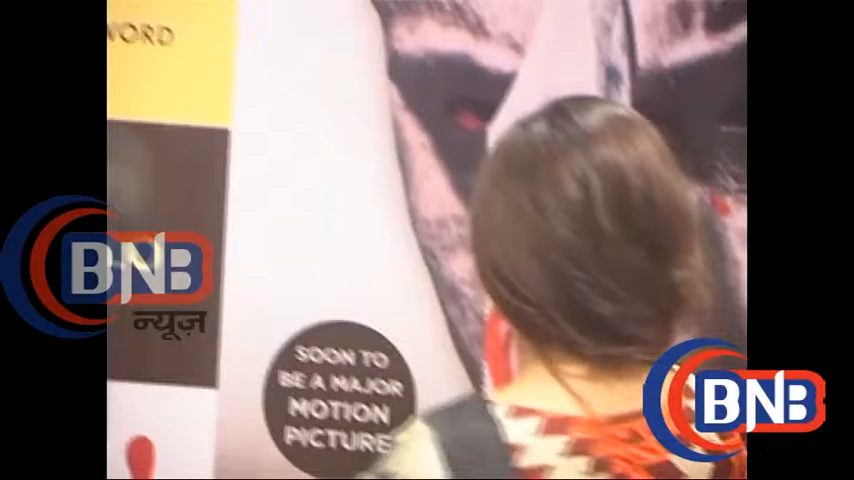 WORD
SOON TO
BE A MAJOR
MOTION
PICTURE
BNB
न्यूज़
BNB